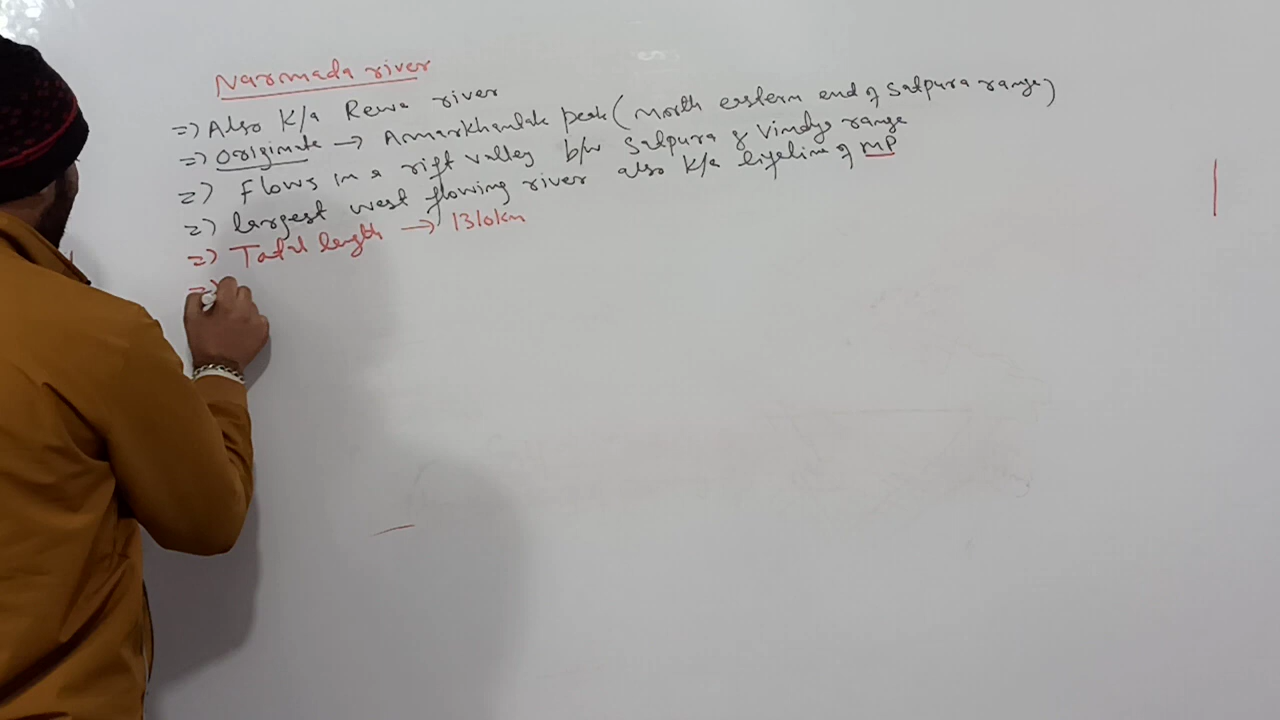 Narmada river
=) Also K/a Rewa river
=) Originate → Amarkhantak peak (North eastern end of Satpura range)
=) flows in a rift valley b/w Satpura & Vindya range
=) largest west flowing river also K/a lifeline of MP
=) Total length → 1310km
=)